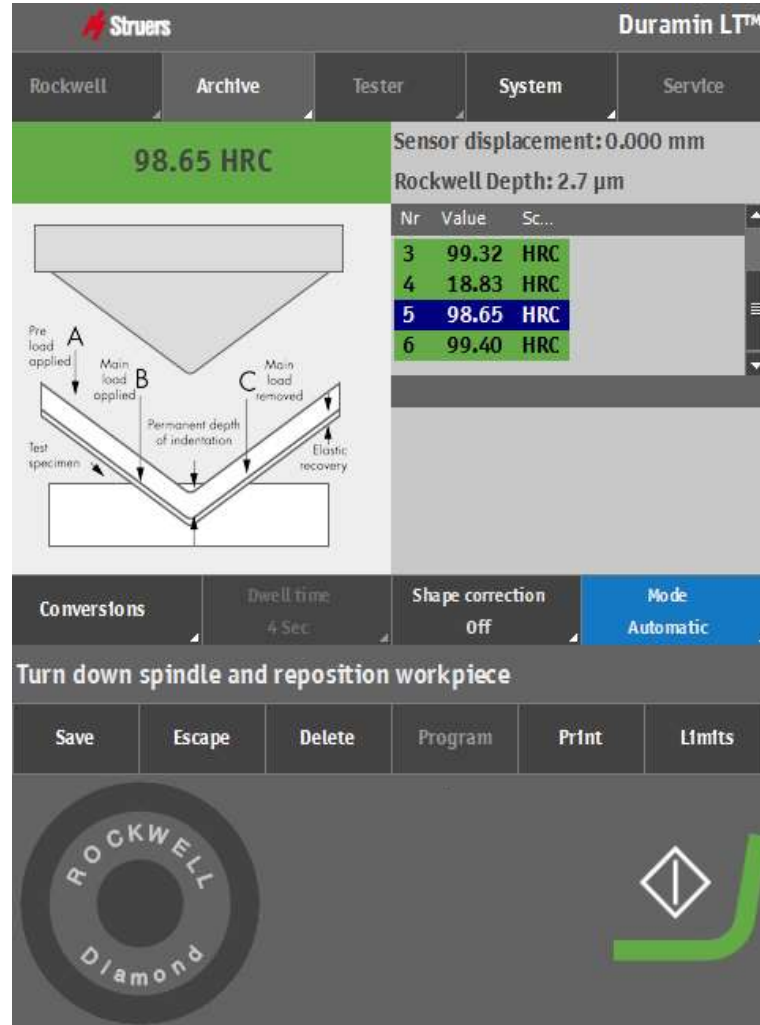 Struers Duramin LT™
Rockwell Archive Tester System Service
98.65 HRC
Sensor displacement: 0.000 mm
Rockwell Depth: 2.7 µm
Nr Value Sc...
3 99.32 HRC
4 18.83 HRC
5 98.65 HRC
6 99.40 HRC
Pre
load
applied
A
Main
load
applied
B
C
Main
load
removed
Permanent depth
of indentation
Test
specimen
Elastic
recovery
Conversions
Dwell time
4 Sec
Shape correction
Off
Mode
Automatic
Turn down spindle and reposition workpiece
Save Escape Delete Program Print Limits
ROCKWELL
Diamond